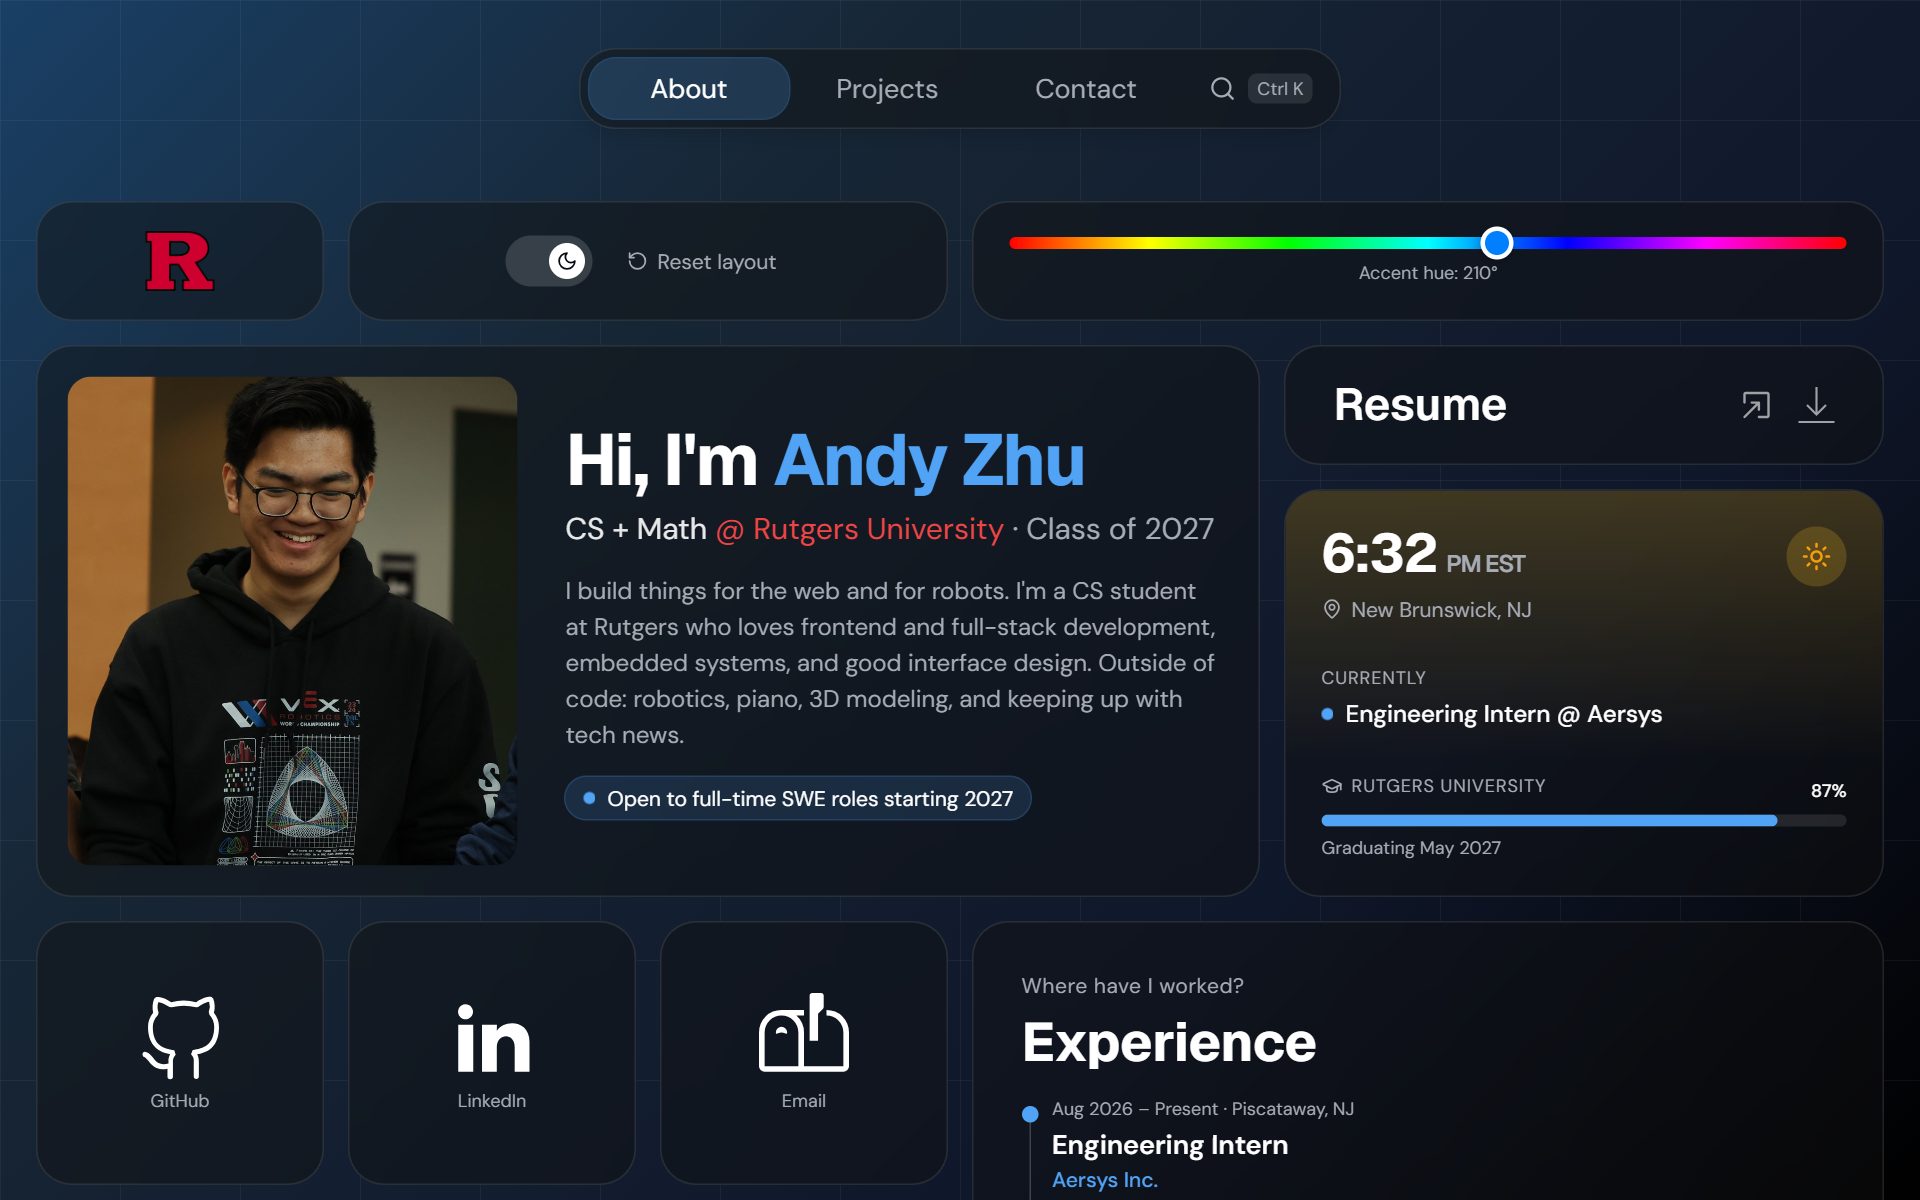 About
Projects
Contact
Ctrl K
R
Reset layout
Accent hue: 210°
Hi, I'm Andy Zhu
CS + Math @ Rutgers University · Class of 2027
I build things for the web and for robots. I'm a CS student
at Rutgers who loves frontend and full-stack development,
embedded systems, and good interface design. Outside of
code: robotics, piano, 3D modeling, and keeping up with
tech news.
Open to full-time SWE roles starting 2027
VEX
ROBOTICS
WORLD CHAMPIONSHIP
Resume
6:32 PM EST
New Brunswick, NJ
CURRENTLY
Engineering Intern @ Aersys
RUTGERS UNIVERSITY
87%
Graduating May 2027
GitHub
in
LinkedIn
Email
Where have I worked?
Experience
Aug 2026 – Present · Piscataway, NJ
Engineering Intern
Aersys Inc.